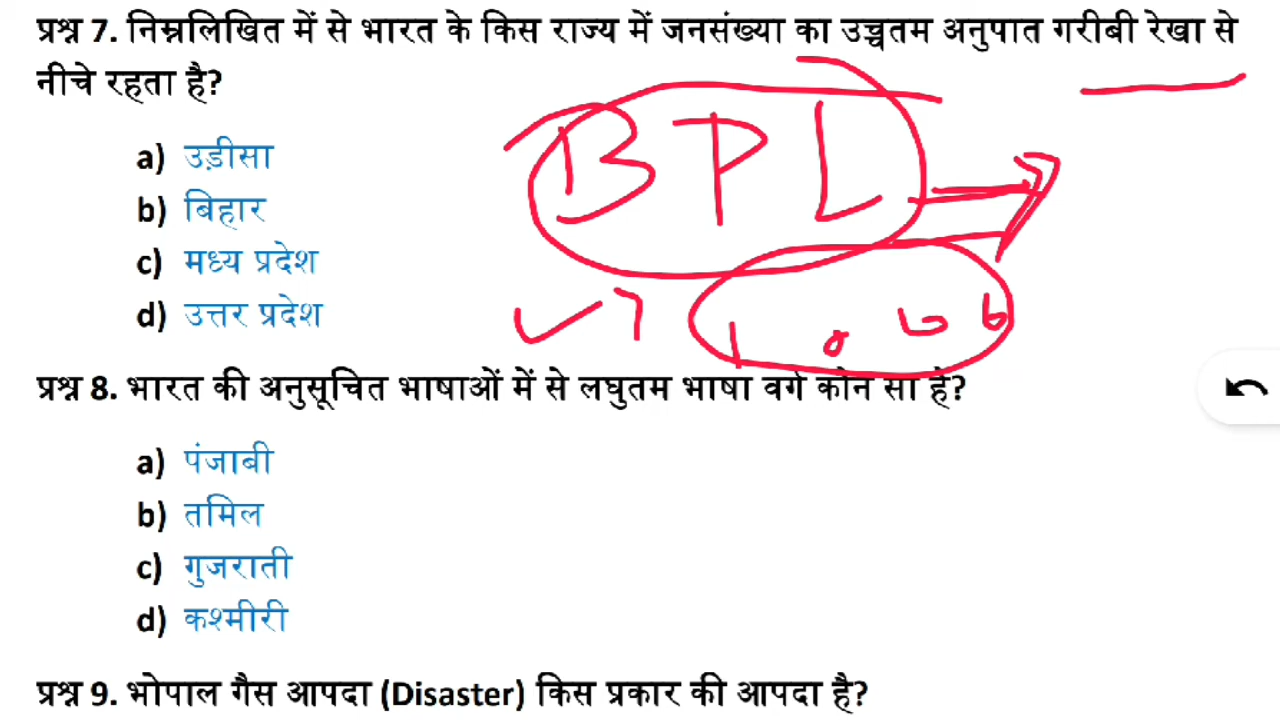 प्रश्न 7. निम्नलिखित में से भारत के किस राज्य में जनसंख्या का उच्चतम अनुपात गरीबी रेखा से
नीचे रहता है?
BPL
a) उड़ीसा
b) बिहार
c) मध्य प्रदेश
d) उत्तर प्रदेश
प्रश्न 8. भारत की अनुसूचित भाषाओं में से लघुतम भाषा वर्ग कौन सा है?
a) पंजाबी
b) तमिल
c) गुजराती
d) कश्मीरी
प्रश्न 9. भोपाल गैस आपदा (Disaster) किस प्रकार की आपदा है?